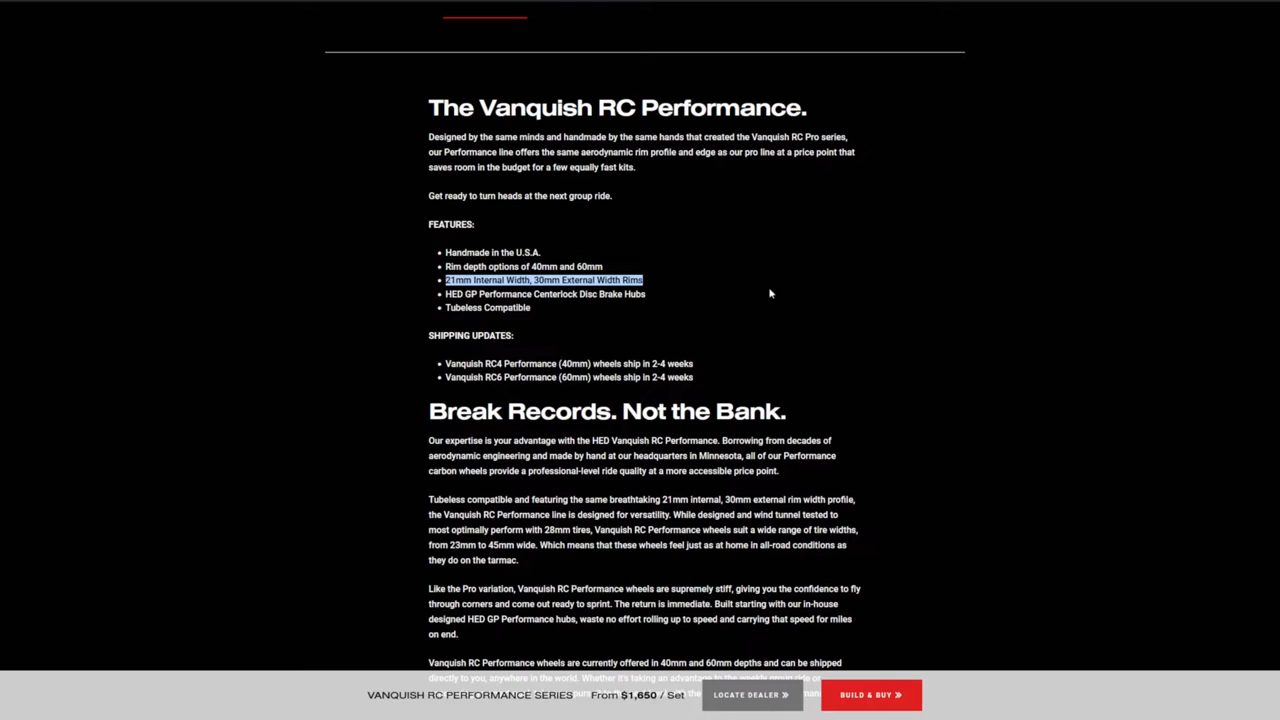 The Vanquish RC Performance.
Designed by the same minds and handmade by the same hands that created the Vanquish RC Pro series,
our Performance line offers the same aerodynamic rim profile and edge as our pro line at a price point that
saves room in the budget for a few equally fast kits.
Get ready to turn heads at the next group ride.
FEATURES:
• Handmade in the U.S.A.
• Rim depth options of 40mm and 60mm
• 21mm Internal Width, 30mm External Width Rims
• HED GP Performance Centerlock Disc Brake Hubs
• Tubeless Compatible
SHIPPING UPDATES:
• Vanquish RC4 Performance (40mm) wheels ship in 2-4 weeks
• Vanquish RC6 Performance (60mm) wheels ship in 2-4 weeks
Break Records. Not the Bank.
Our expertise is your advantage with the HED Vanquish RC Performance. Borrowing from decades of
aerodynamic engineering and made by hand at our headquarters in Minnesota, all of our Performance
carbon wheels provide a professional-level ride quality at a more accessible price point.
Tubeless compatible and featuring the same breathtaking 21mm internal, 30mm external rim width profile,
the Vanquish RC Performance line is designed for versatility. While designed and wind tunnel tested to
most optimally perform with 28mm tires, Vanquish RC Performance wheels suit a wide range of tire widths,
from 23mm to 45mm wide. Which means that these wheels feel just as at home in all-road conditions as
they do on the tarmac.
Like the Pro variation, Vanquish RC Performance wheels are supremely stiff, giving you the confidence to fly
through corners and come out ready to sprint. The return is immediate. Built starting with our in-house
designed HED GP Performance hubs, waste no effort rolling up to speed and carrying that speed for miles
on end.
Vanquish RC Performance wheels are currently offered in 40mm and 60mm depths and can be shipped
directly to you, anywhere in the world. Whether it's taking an advantage to the weekly group ride or
VANQUISH RC PERFORMANCE SERIES From $1,650 / Set LOCATE DEALER BUILD & BUY